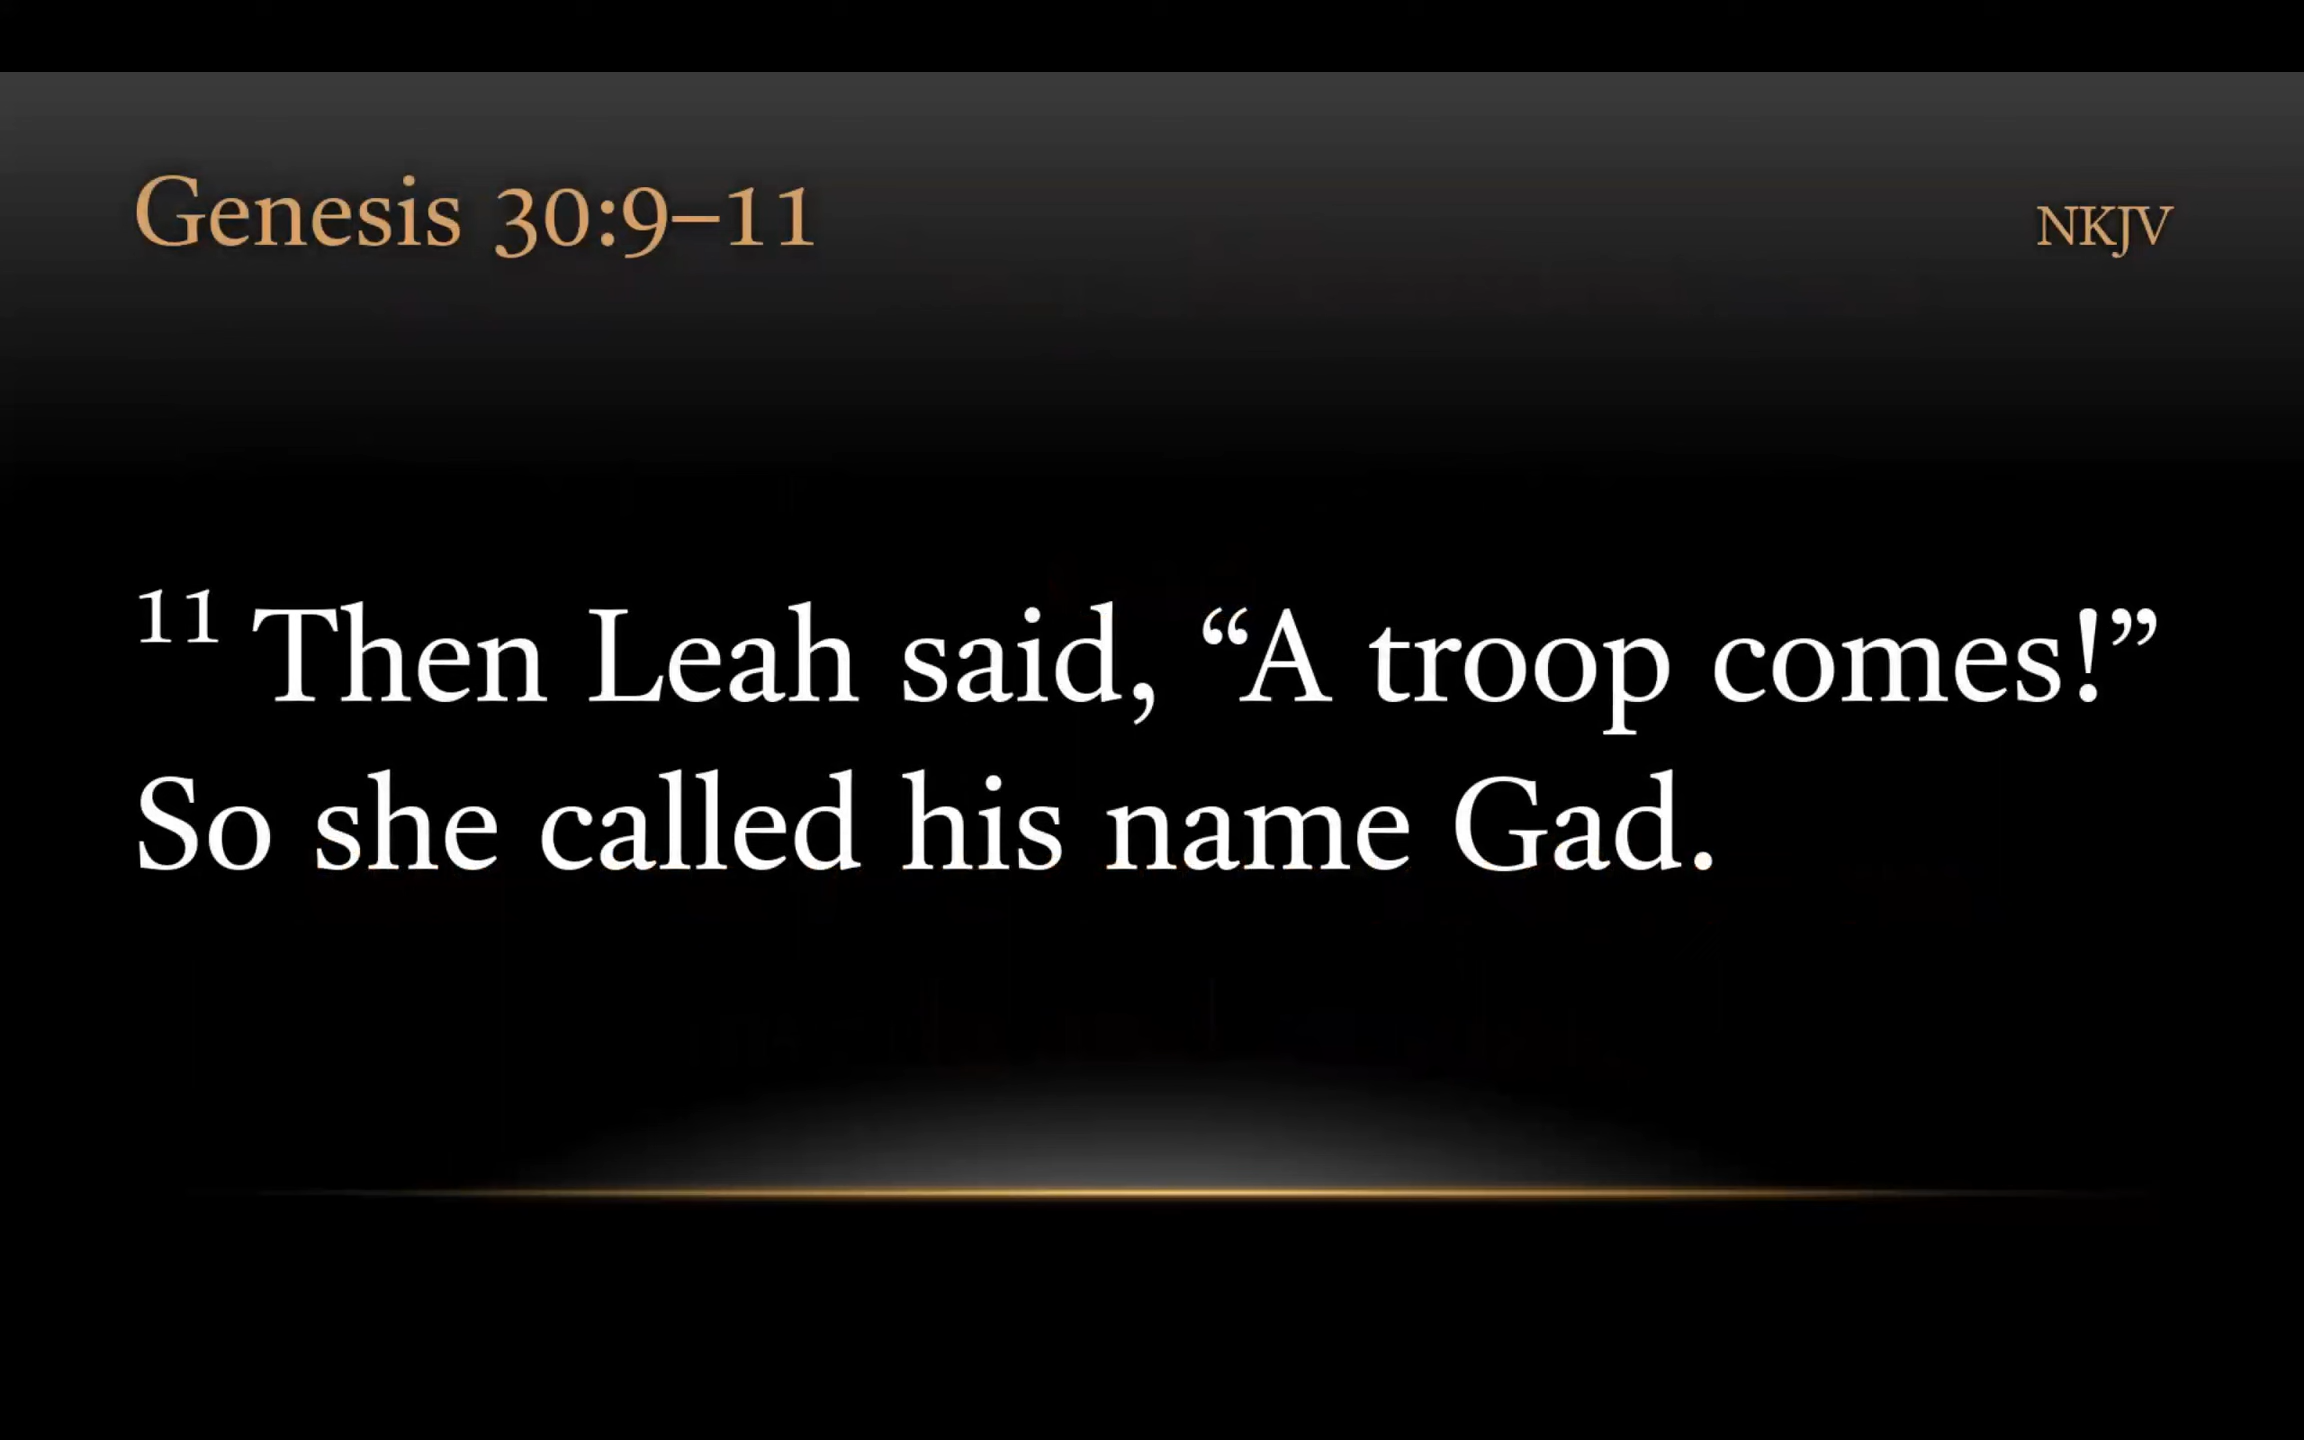 Genesis 30:9–11
NKJV
11 Then Leah said, “A troop comes!”
So she called his name Gad.